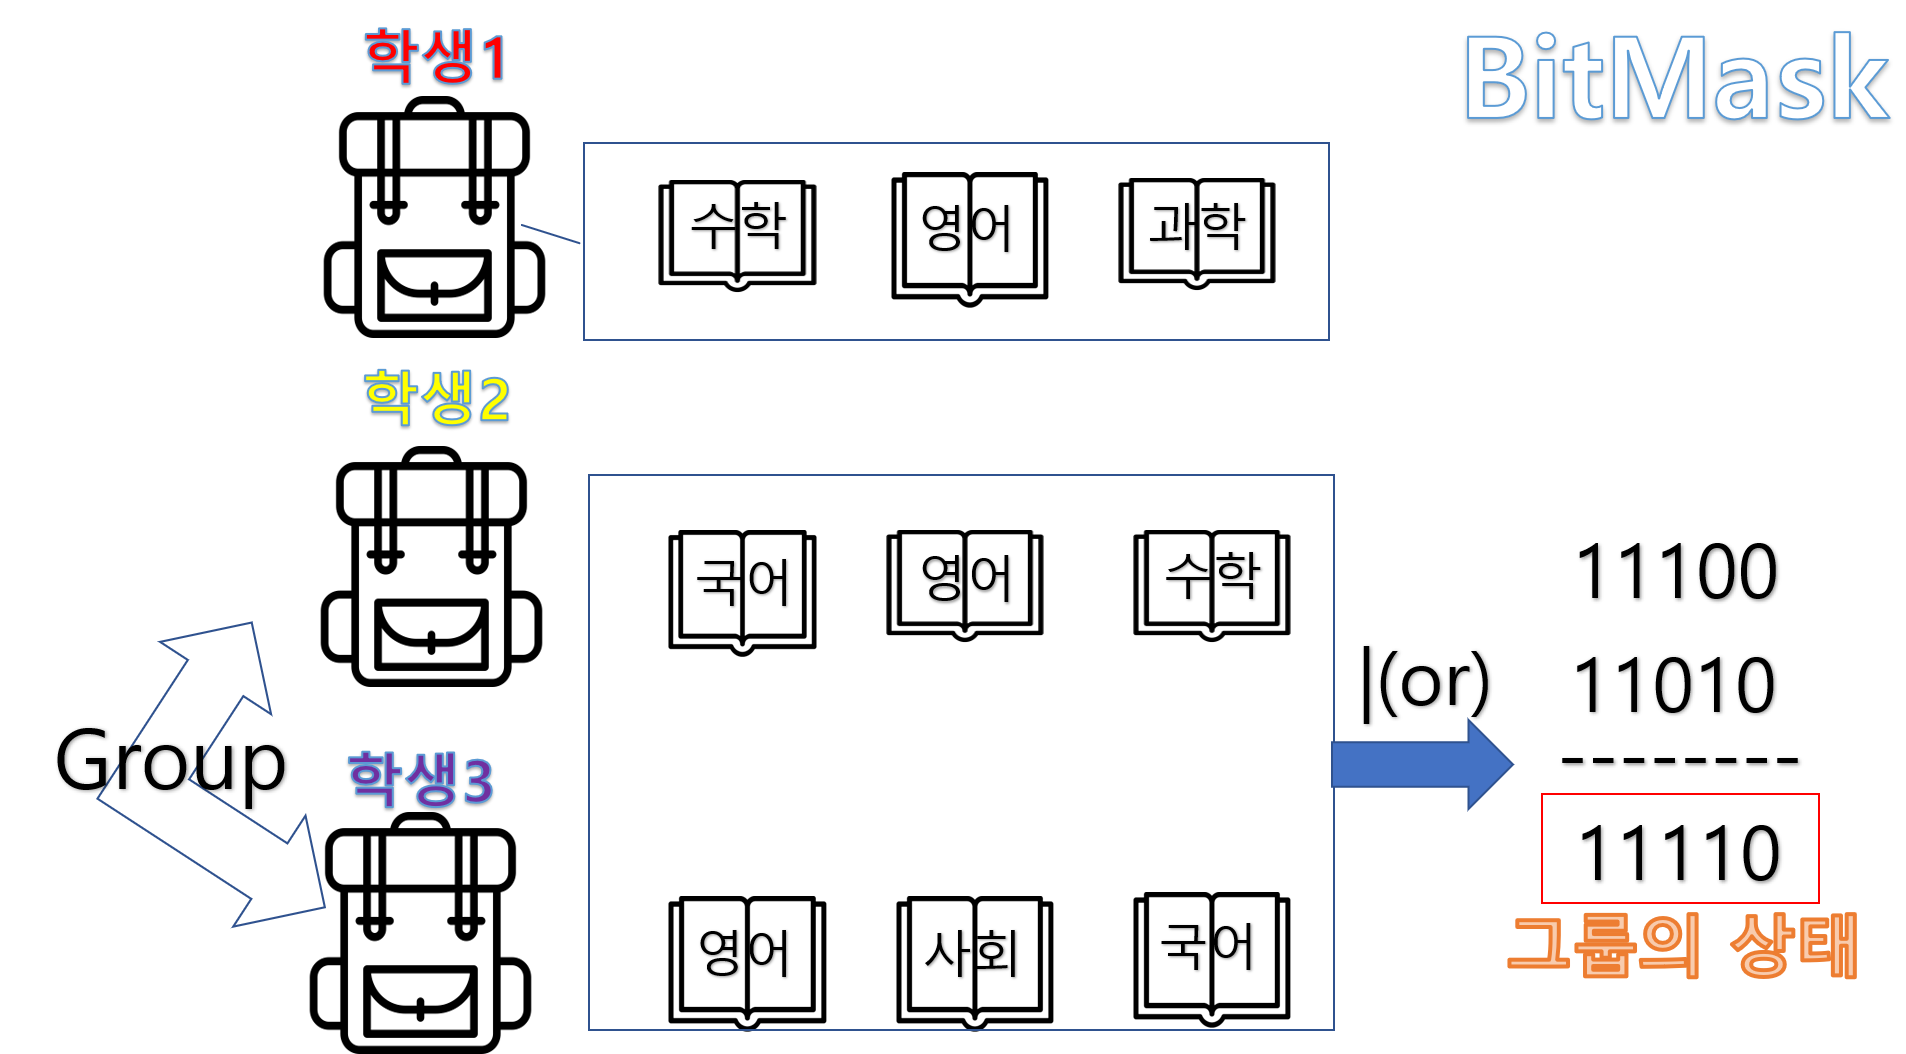 BitMask
학생1
수학
영어
과학
학생2
국어
영어
수학
Group
학생3
영어
사회
국어
|(or)
11100
11010
--------
11110
그룹의 상태